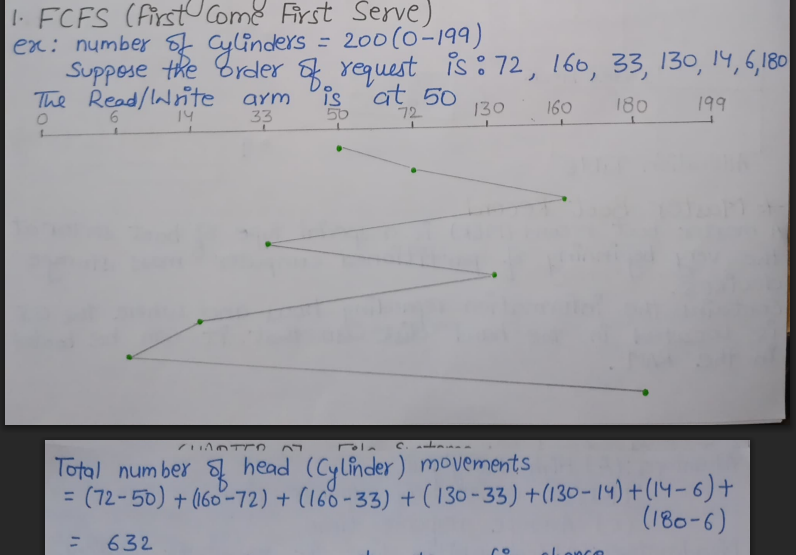 1. FCFS (First Come First Serve)
ex: number of cylinders = 200(0-199)
Suppose the order of request is: 72, 160, 33, 130, 14, 6, 180
The Read/Write arm is at 50
0 6 14 33 50 72 130 160 180 199
Total number of head (Cylinder) movements
= (72-50) + (160-72) + (160-33) + (130-33) + (130-14) + (14-6) +
(180-6)
= 632